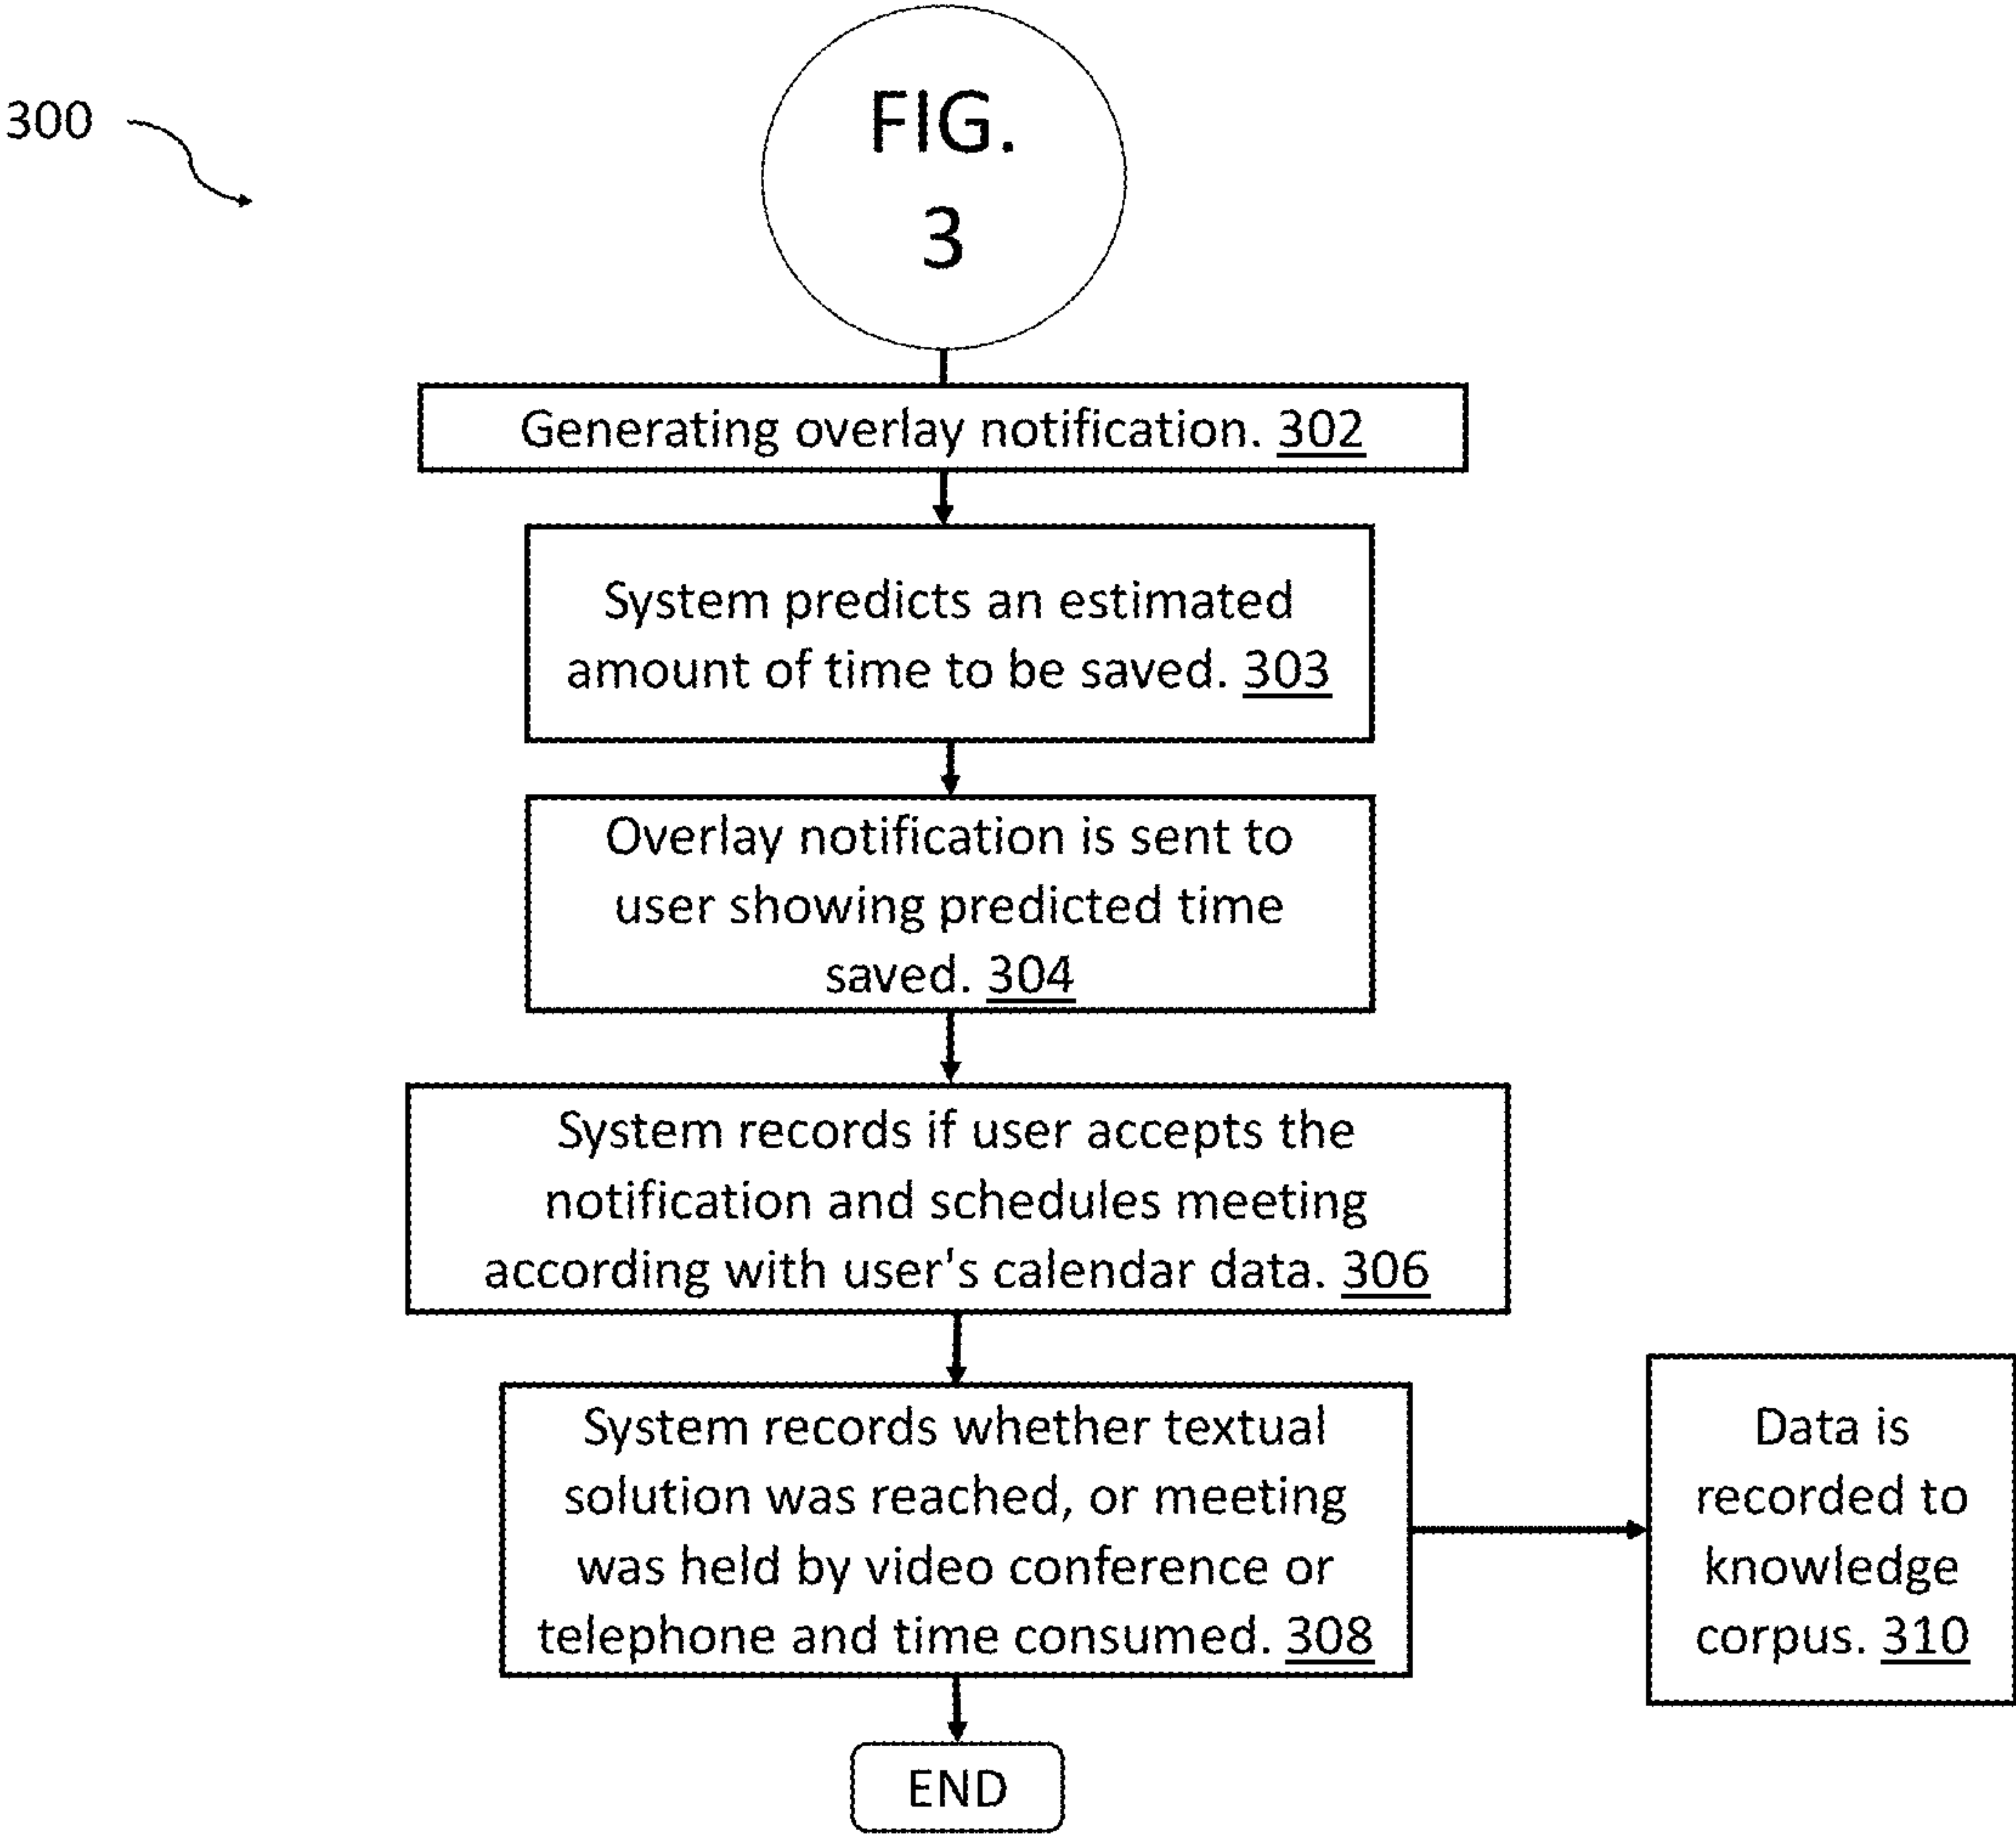 300
FIG.
3
Generating overlay notification. 302
System predicts an estimated
amount of time to be saved. 303
Overlay notification is sent to
user showing predicted time
saved. 304
System records if user accepts the
notification and schedules meeting
according with user's calendar data. 306
System records whether textual
solution was reached, or meeting
was held by video conference or
telephone and time consumed. 308
Data is
recorded to
knowledge
corpus. 310
END